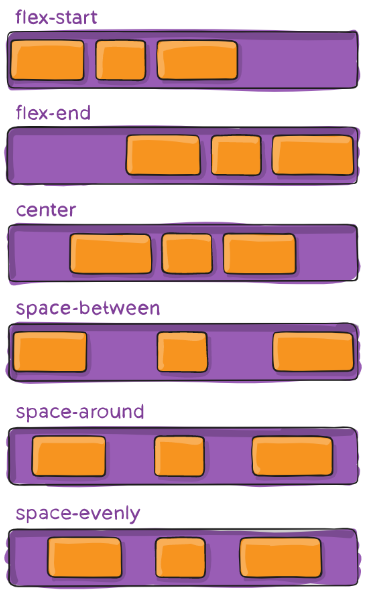 flex-start
flex-end
center
space-between
space-around
space-evenly